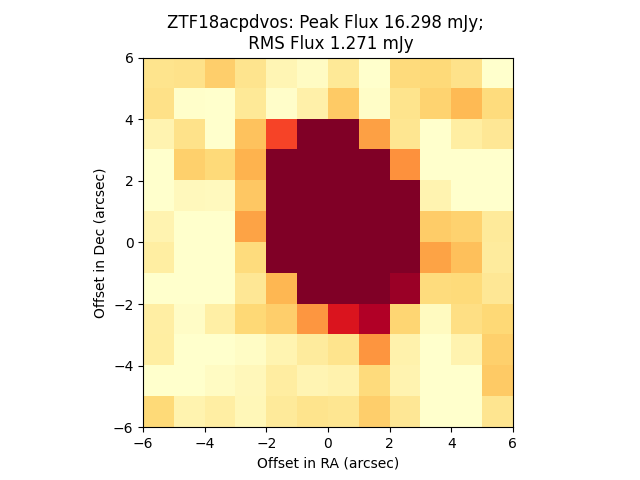 ZTF18acpdvos: Peak Flux 16.298 mJy;
RMS Flux 1.271 mJy
6
4
2
0
−2
−4
−6
Offset in Dec (arcsec)
−6 −4 −2 0 2 4 6
Offset in RA (arcsec)